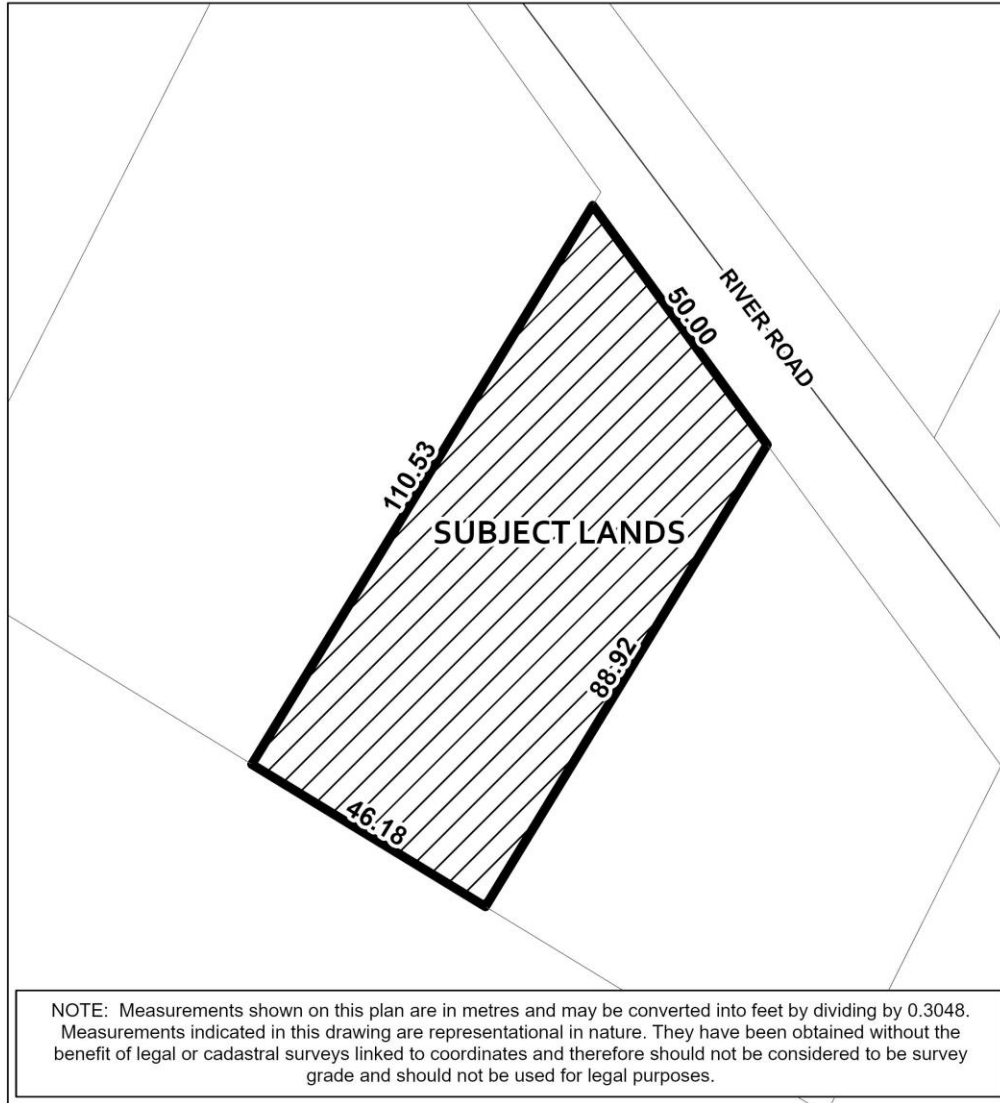 50.00
RIVER ROAD
110.53
SUBJECT LANDS
88.92
46.18
NOTE: Measurements shown on this plan are in metres and may be converted into feet by dividing by 0.3048.
Measurements indicated in this drawing are representational in nature. They have been obtained without the
benefit of legal or cadastral surveys linked to coordinates and therefore should not be considered to be survey
grade and should not be used for legal purposes.